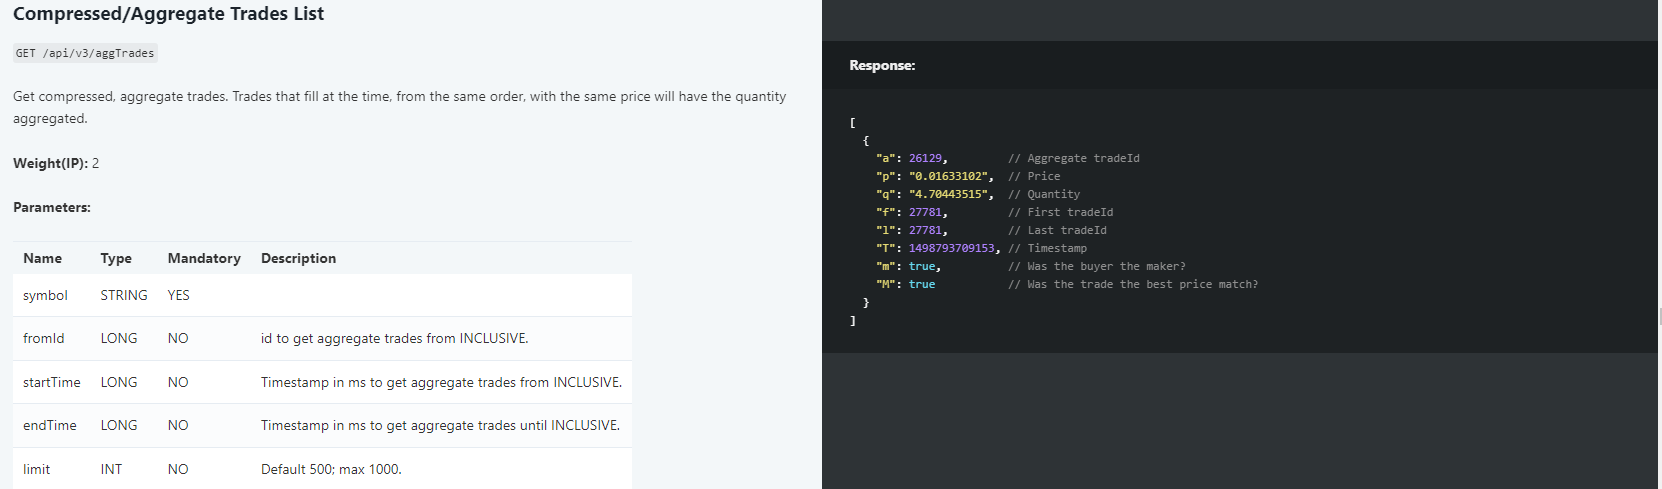 Compressed/Aggregate Trades List
GET /api/v3/aggTrades
Get compressed, aggregate trades. Trades that fill at the time, from the same order, with the same price will have the quantity
aggregated.
Weight(IP): 2
Parameters:
Name Type Mandatory Description
symbol STRING YES
fromId LONG NO id to get aggregate trades from INCLUSIVE.
startTime LONG NO Timestamp in ms to get aggregate trades from INCLUSIVE.
endTime LONG NO Timestamp in ms to get aggregate trades until INCLUSIVE.
limit INT NO Default 500; max 1000.
Response:
[
{
"a": 26129, // Aggregate tradeId
"p": "0.01633102", // Price
"q": "4.70443515", // Quantity
"f": 27781, // First tradeId
"l": 27781, // Last tradeId
"T": 1498793709153, // Timestamp
"m": true, // Was the buyer the maker?
"M": true // Was the trade the best price match?
}
]